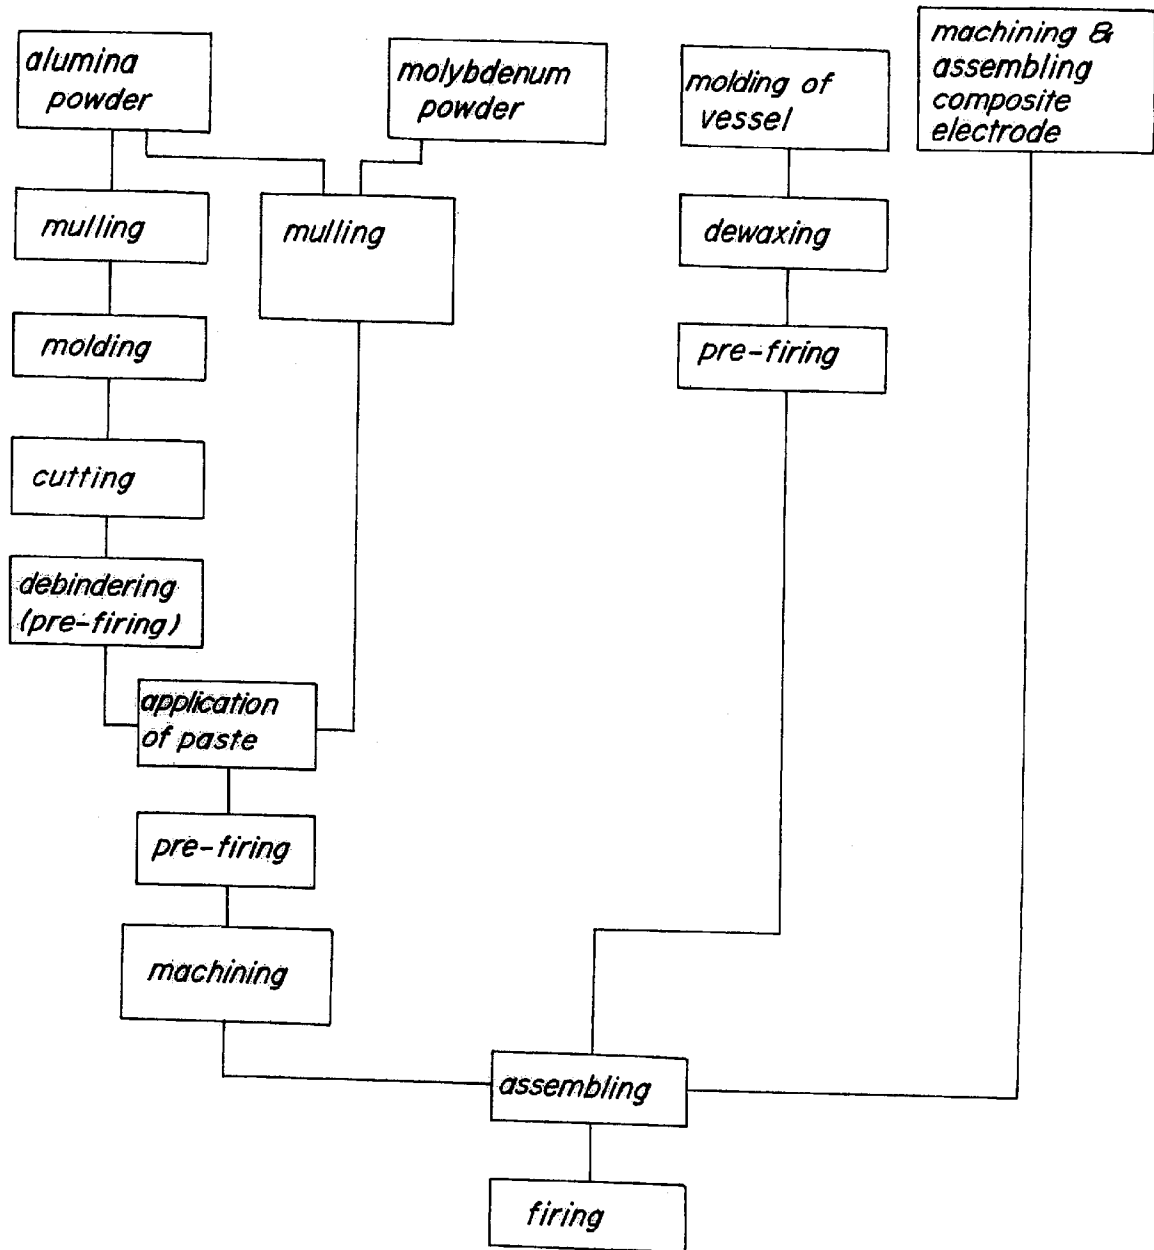 alumina
powder
molybdenum
powder
molding of
vessel
machining &
assembling
composite
electrode
mulling
mulling
dewaxing
molding
pre-firing
cutting
debindering
(pre-firing)
application
of paste
pre-firing
machining
assembling
firing